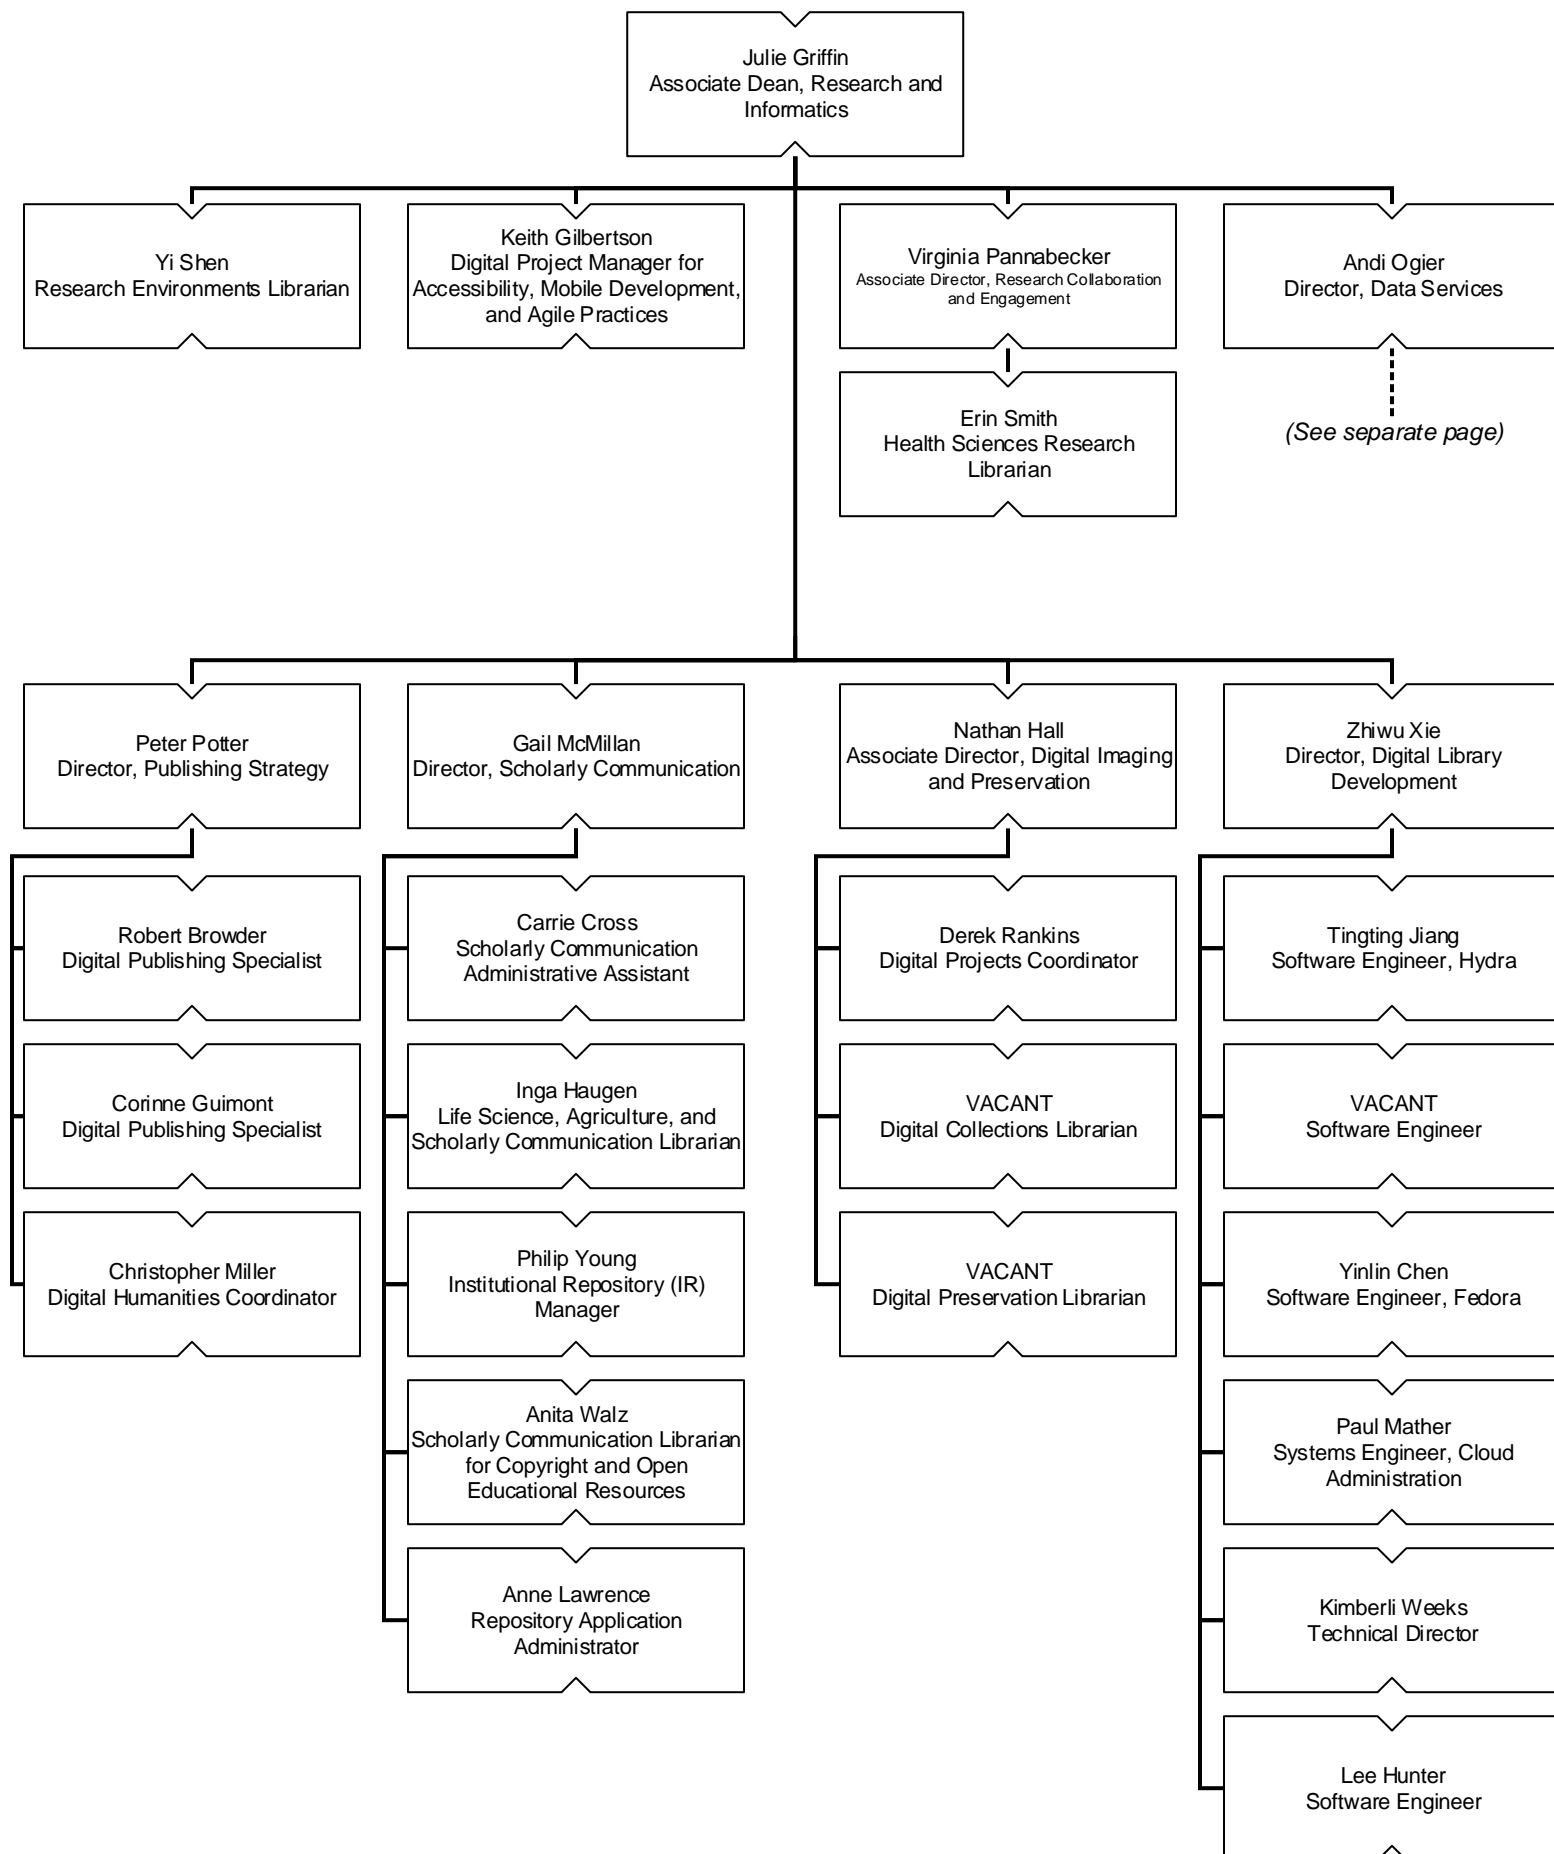 Julie Griffin
Associate Dean, Research and
Informatics
Yi Shen
Research Environments Librarian
Keith Gilbertson
Digital Project Manager for
Accessibility, Mobile Development,
and Agile Practices
Virginia Pannabecker
Associate Director, Research Collaboration
and Engagement
Andi Ogier
Director, Data Services
Erin Smith
Health Sciences Research
Librarian
(See separate page)
Peter Potter
Director, Publishing Strategy
Gail McMillan
Director, Scholarly Communication
Nathan Hall
Associate Director, Digital Imaging
and Preservation
Zhiwu Xie
Director, Digital Library
Development
Robert Browder
Digital Publishing Specialist
Corinne Guimont
Digital Publishing Specialist
Christopher Miller
Digital Humanities Coordinator
Carrie Cross
Scholarly Communication
Administrative Assistant
Inga Haugen
Life Science, Agriculture, and
Scholarly Communication Librarian
Philip Young
Institutional Repository (IR)
Manager
Anita Walz
Scholarly Communication Librarian
for Copyright and Open
Educational Resources
Anne Lawrence
Repository Application
Administrator
Derek Rankins
Digital Projects Coordinator
VACANT
Digital Collections Librarian
VACANT
Digital Preservation Librarian
Tingting Jiang
Software Engineer, Hydra
VACANT
Software Engineer
Yinlin Chen
Software Engineer, Fedora
Paul Mather
Systems Engineer, Cloud
Administration
Kimberli Weeks
Technical Director
Lee Hunter
Software Engineer